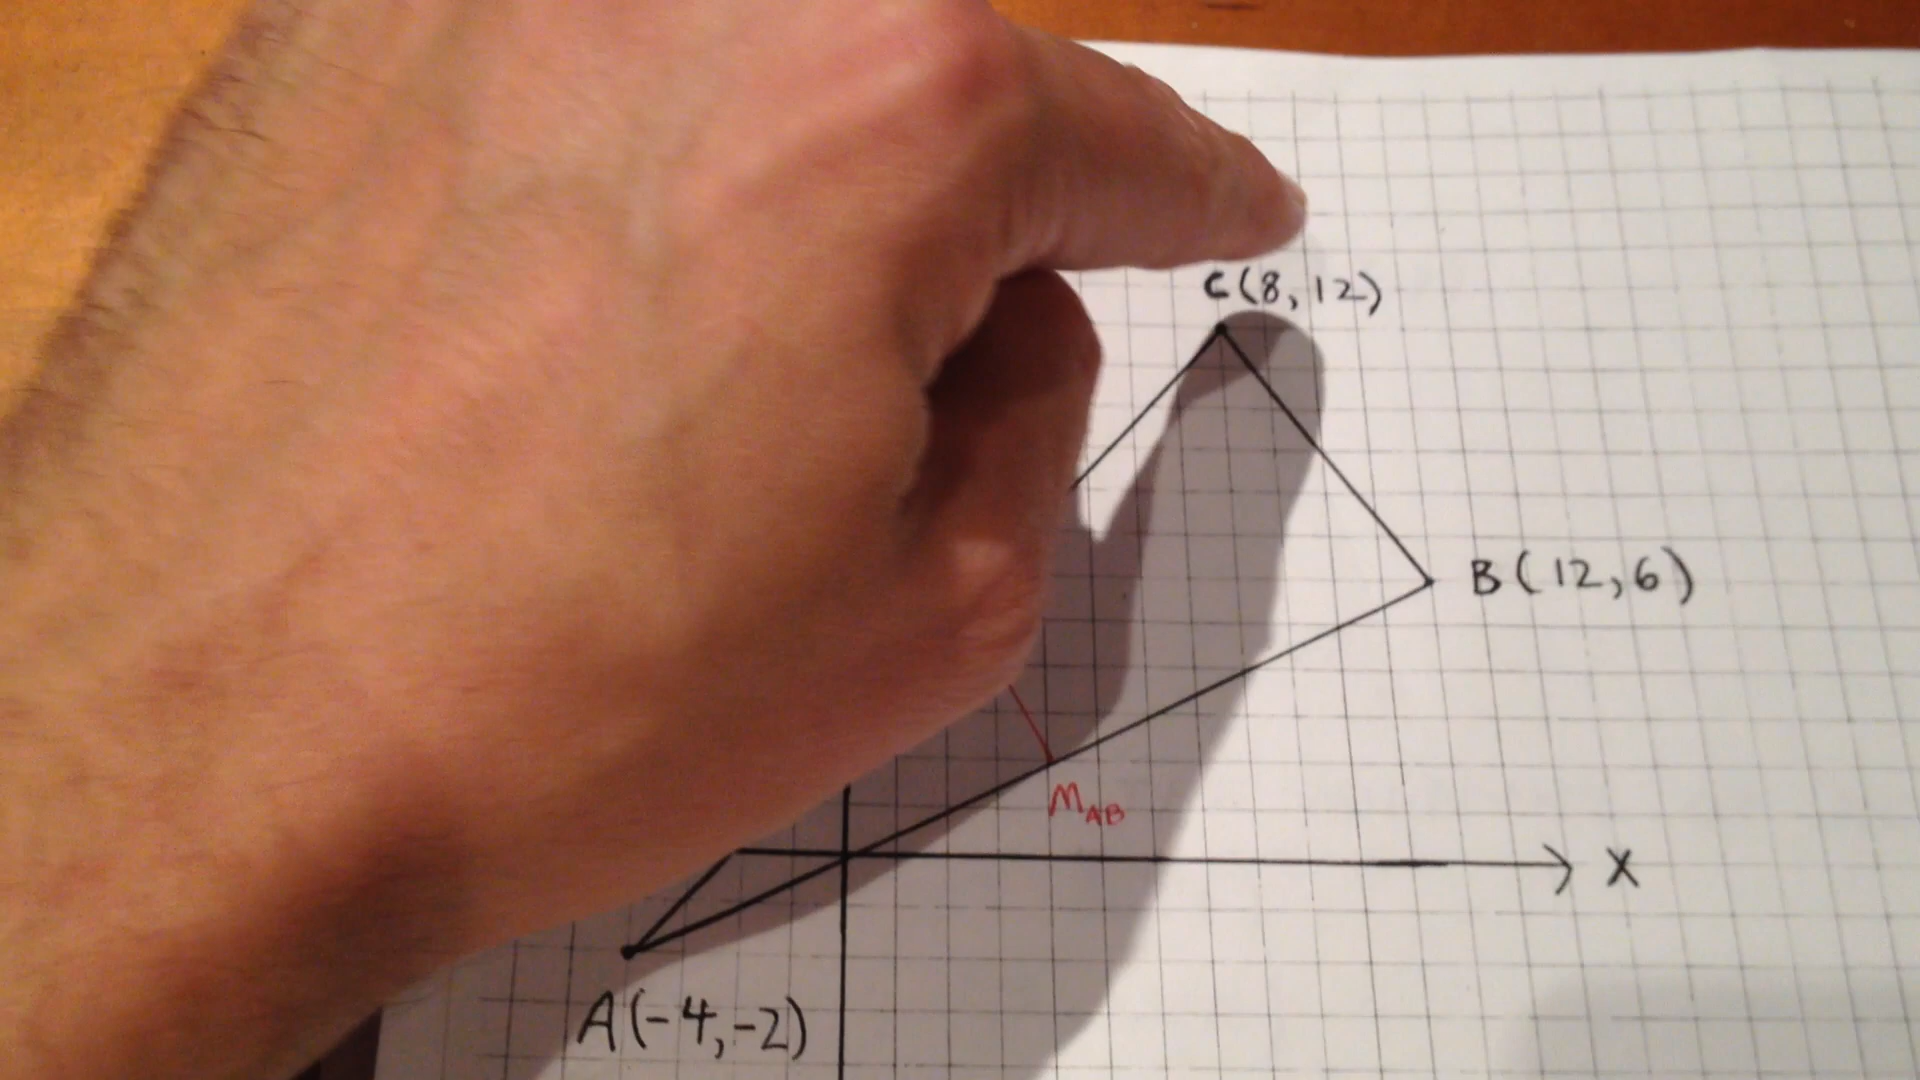 C(8,12)
B(12,6)
M_AB
X
A(-4,-2)